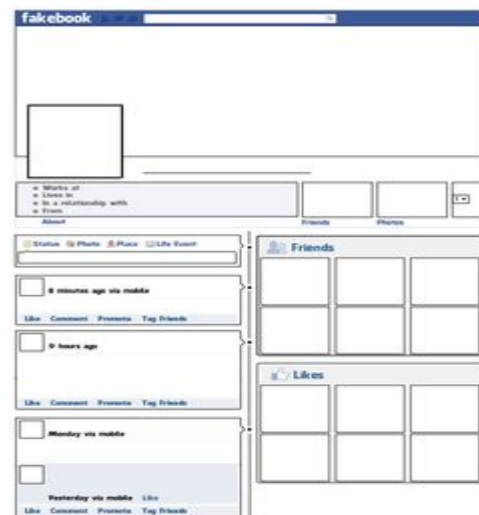 fakebook
Works at
Lives in
In a relationship with
From
About
Friends
Photos
Status Photo Place Life Event
6 minutes ago via mobile
Like Comment Promote Tag Friends
9 hours ago
Like Comment Promote Tag Friends
Monday via mobile
Yesterday via mobile Like
Like Comment Promote Tag Friends
Friends
Likes